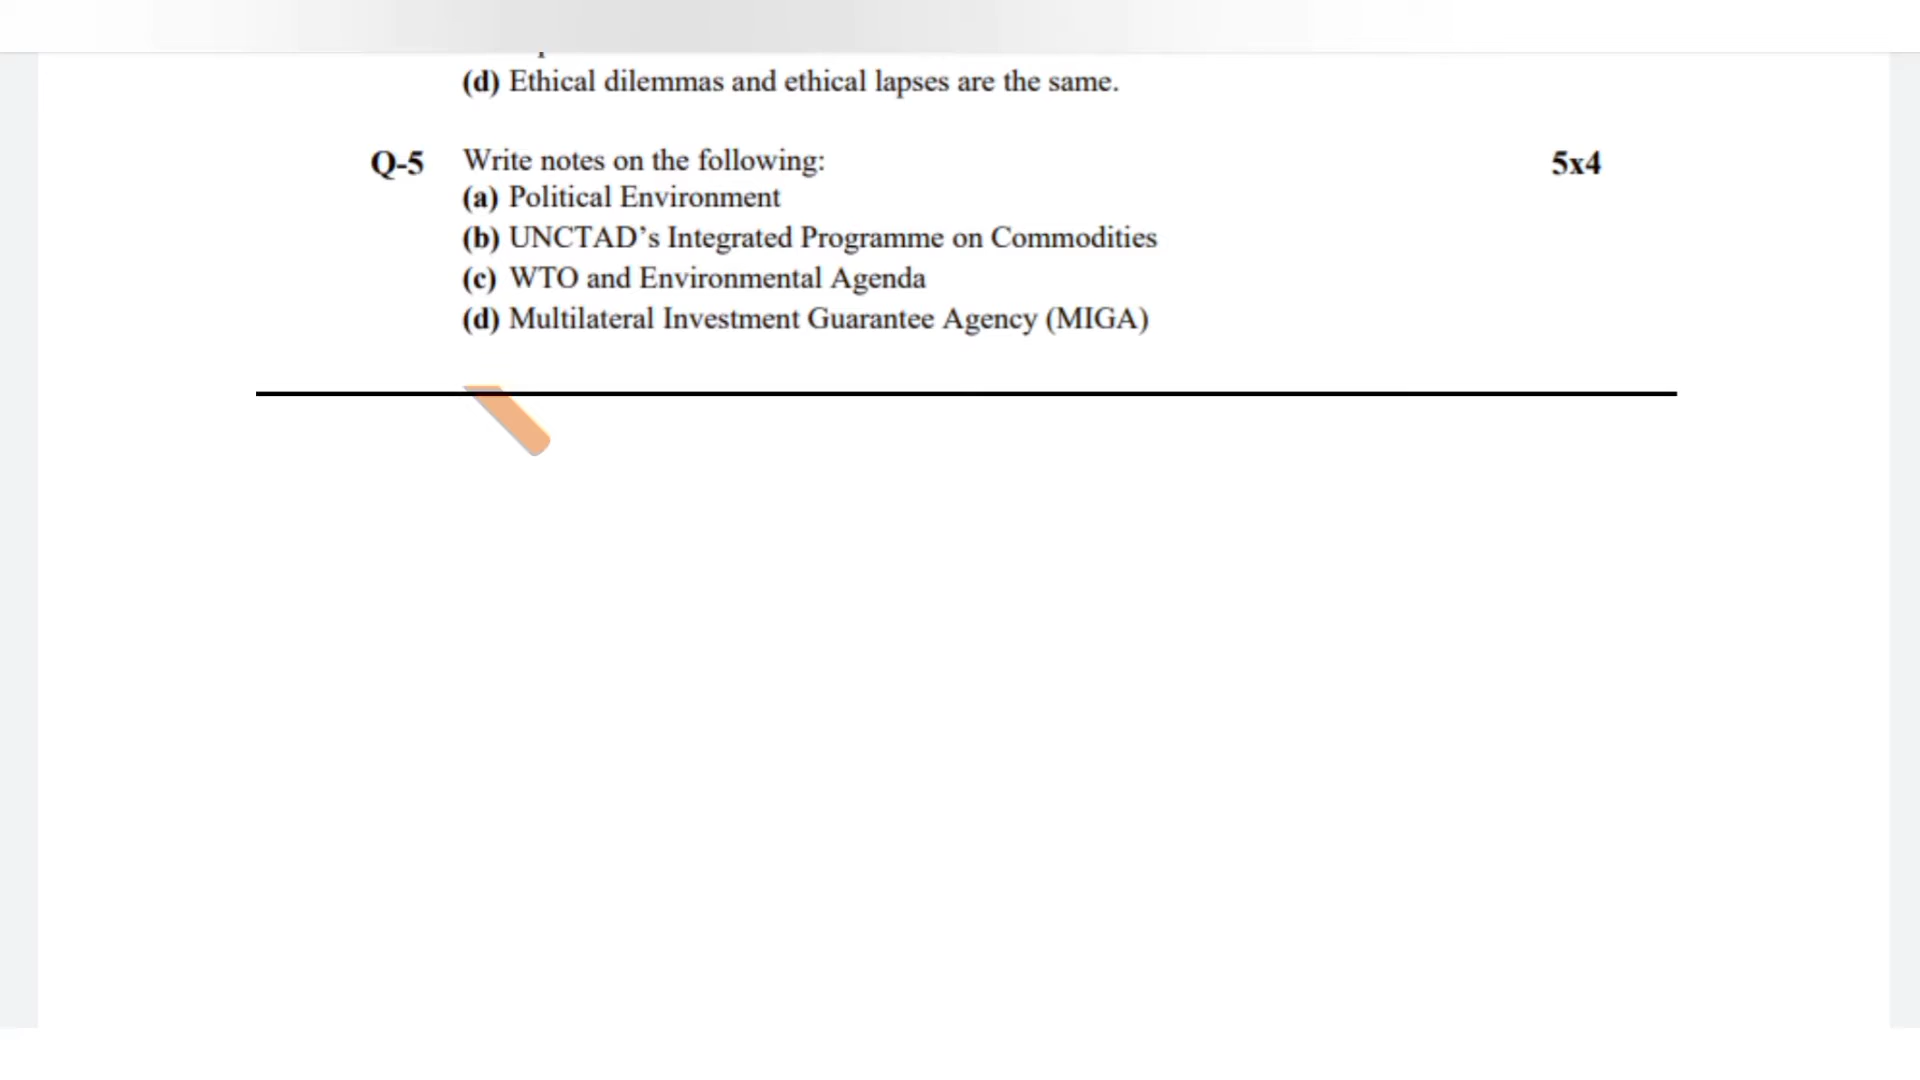 (d) Ethical dilemmas and ethical lapses are the same.
Q-5 Write notes on the following: 5x4
(a) Political Environment
(b) UNCTAD’s Integrated Programme on Commodities
(c) WTO and Environmental Agenda
(d) Multilateral Investment Guarantee Agency (MIGA)